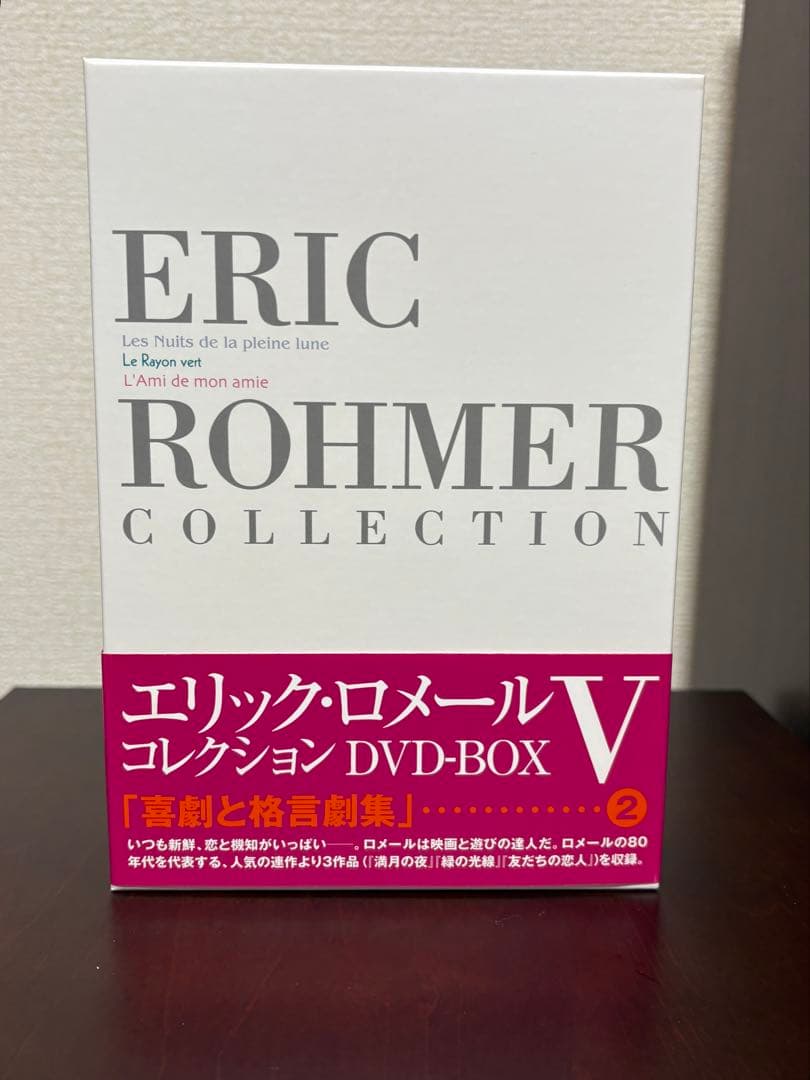 ERIC
Les Nuits de la pleine lune
Le Rayon vert
L'Ami de mon amie
ROHMER
COLLECTION
エリック・ロメール
コレクション DVD-BOX V
「喜劇と格言劇集」‥‥‥‥‥‥❷
いつも新鮮、恋と機知がいっぱい――。ロメールは映画と遊びの達人だ。ロメールの80
年代を代表する、人気の連作より3作品（『満月の夜』『緑の光線』『友だちの恋人』）を収録。